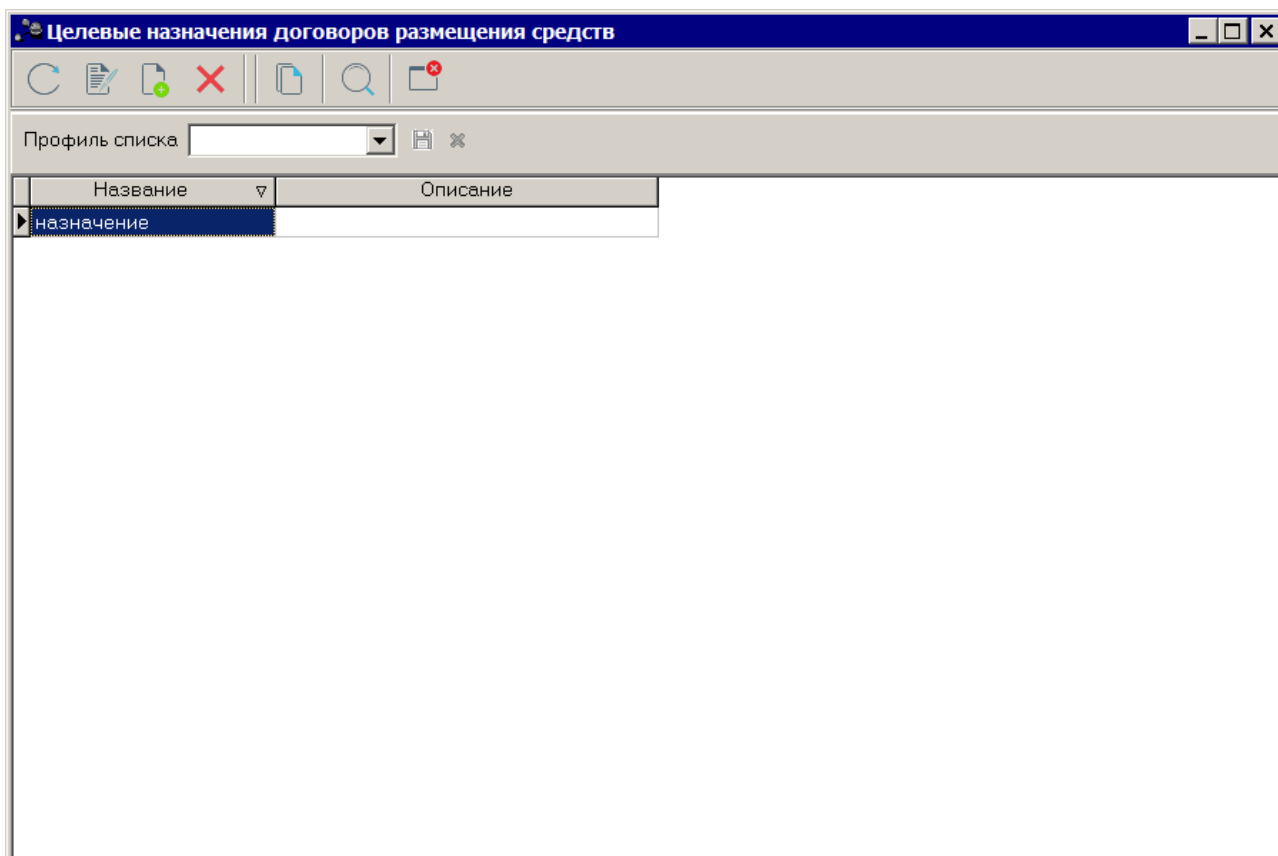 Целевые назначения договоров размещения средств
Профиль списка
Название Описание
назначение